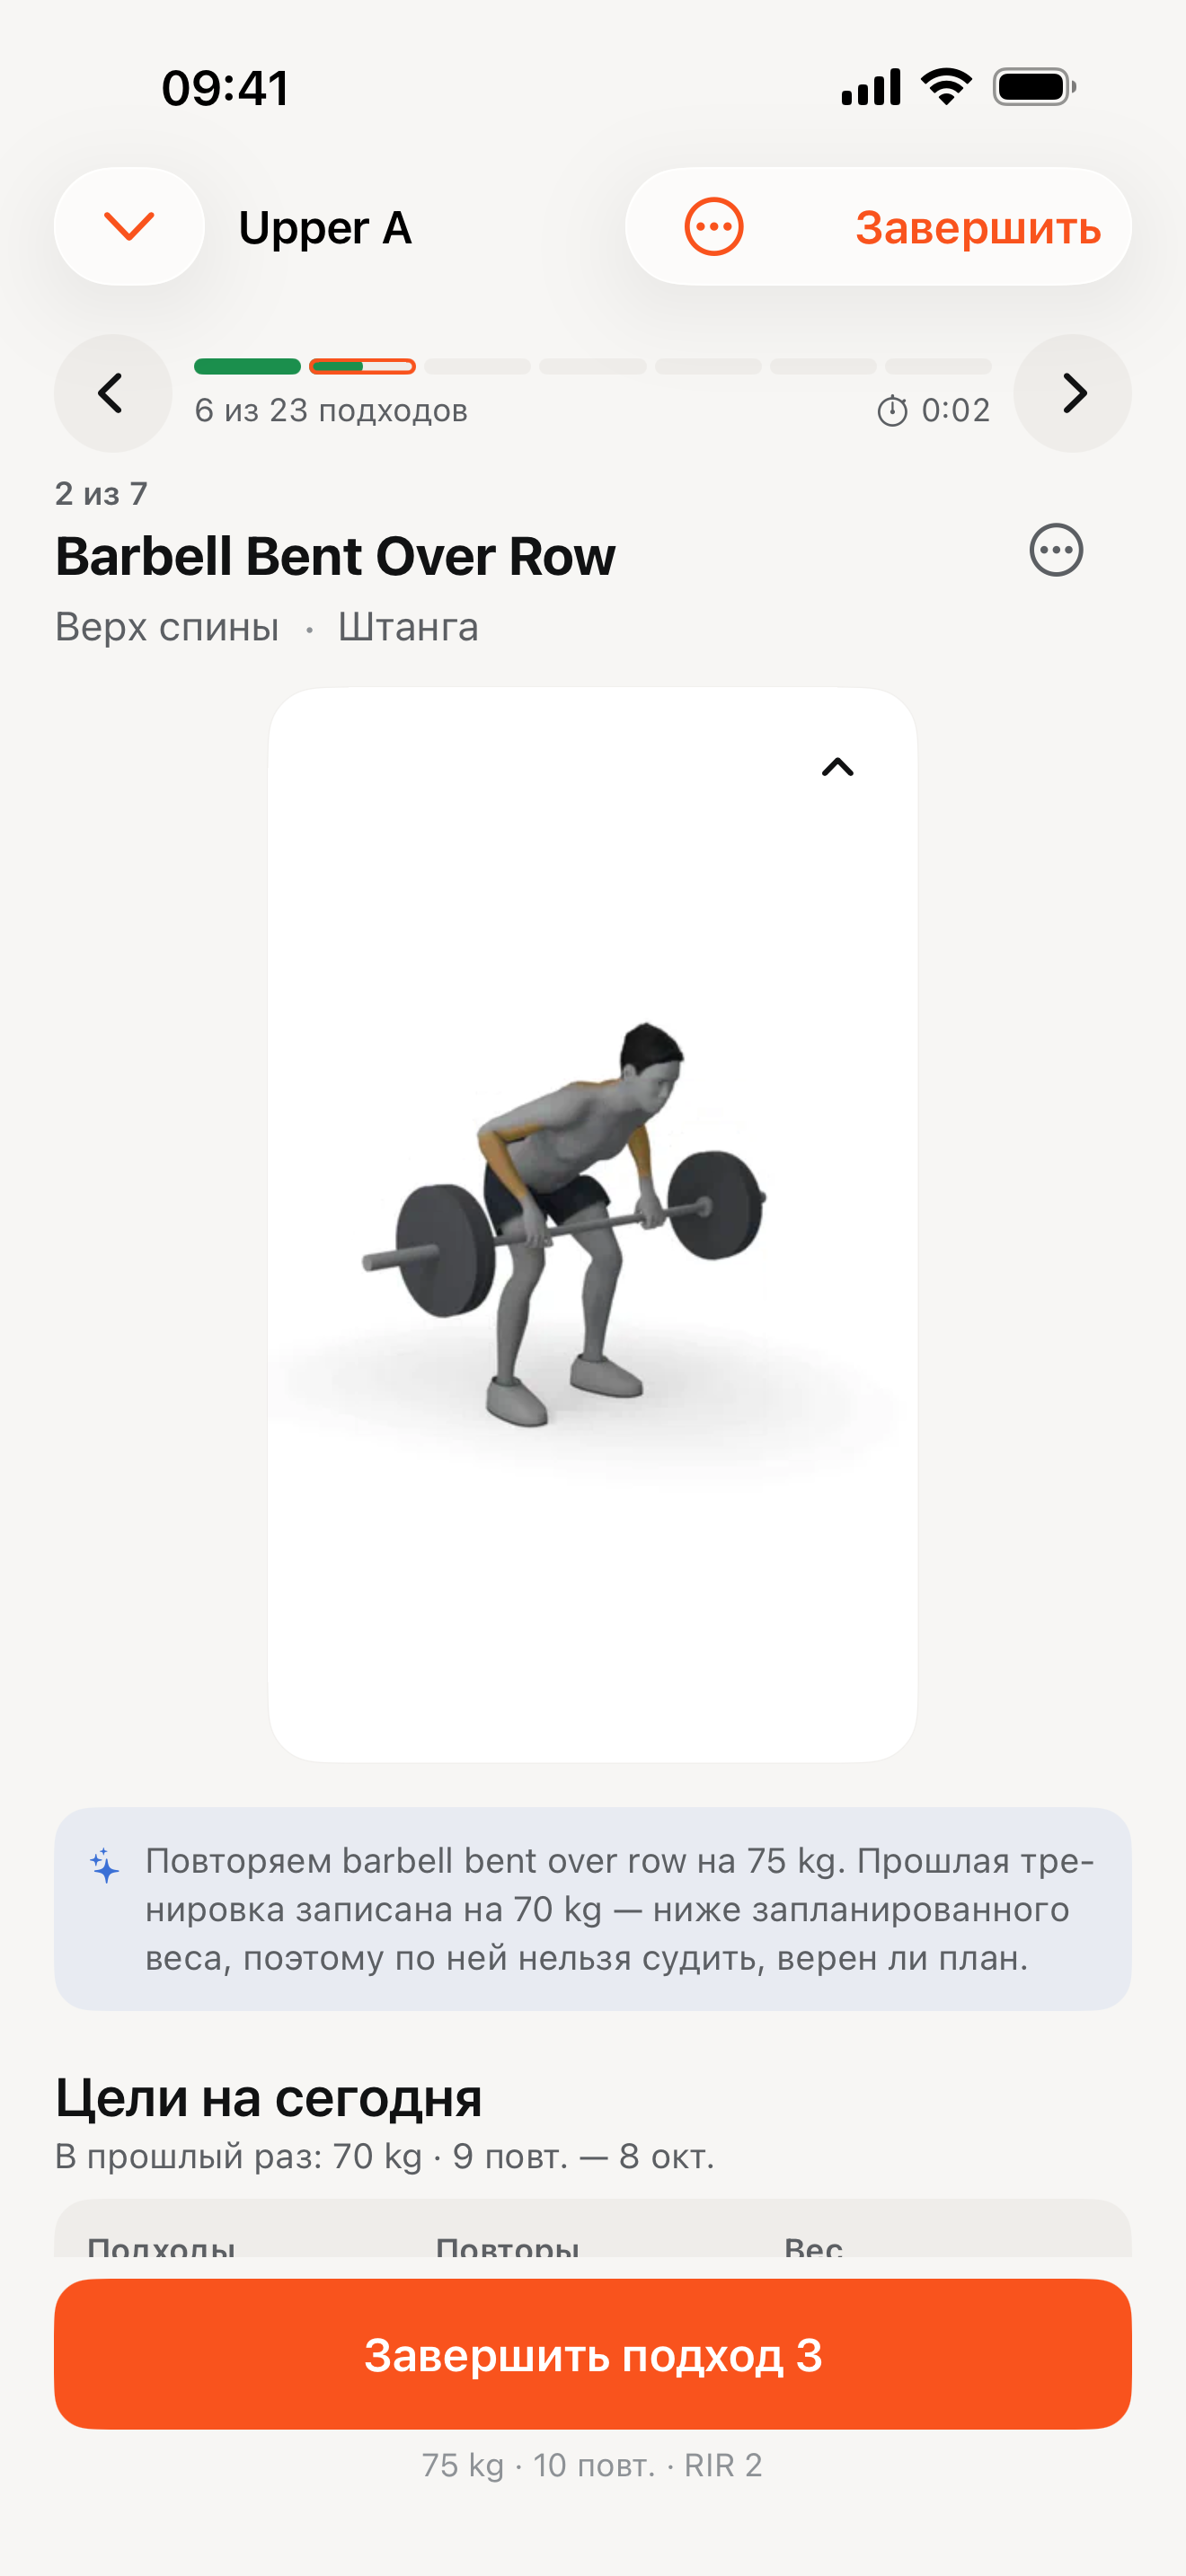 09:41
Upper A
Завершить
6 из 23 подходов
0:02
2 из 7
Barbell Bent Over Row
Верх спины · Штанга
Повторяем barbell bent over row на 75 kg. Прошлая тре-
нировка записана на 70 kg — ниже запланированного
веса, поэтому по ней нельзя судить, верен ли план.
Цели на сегодня
В прошлый раз: 70 kg · 9 повт. — 8 окт.
Подходы Повторы Вес
Завершить подход 3
75 kg · 10 повт. · RIR 2